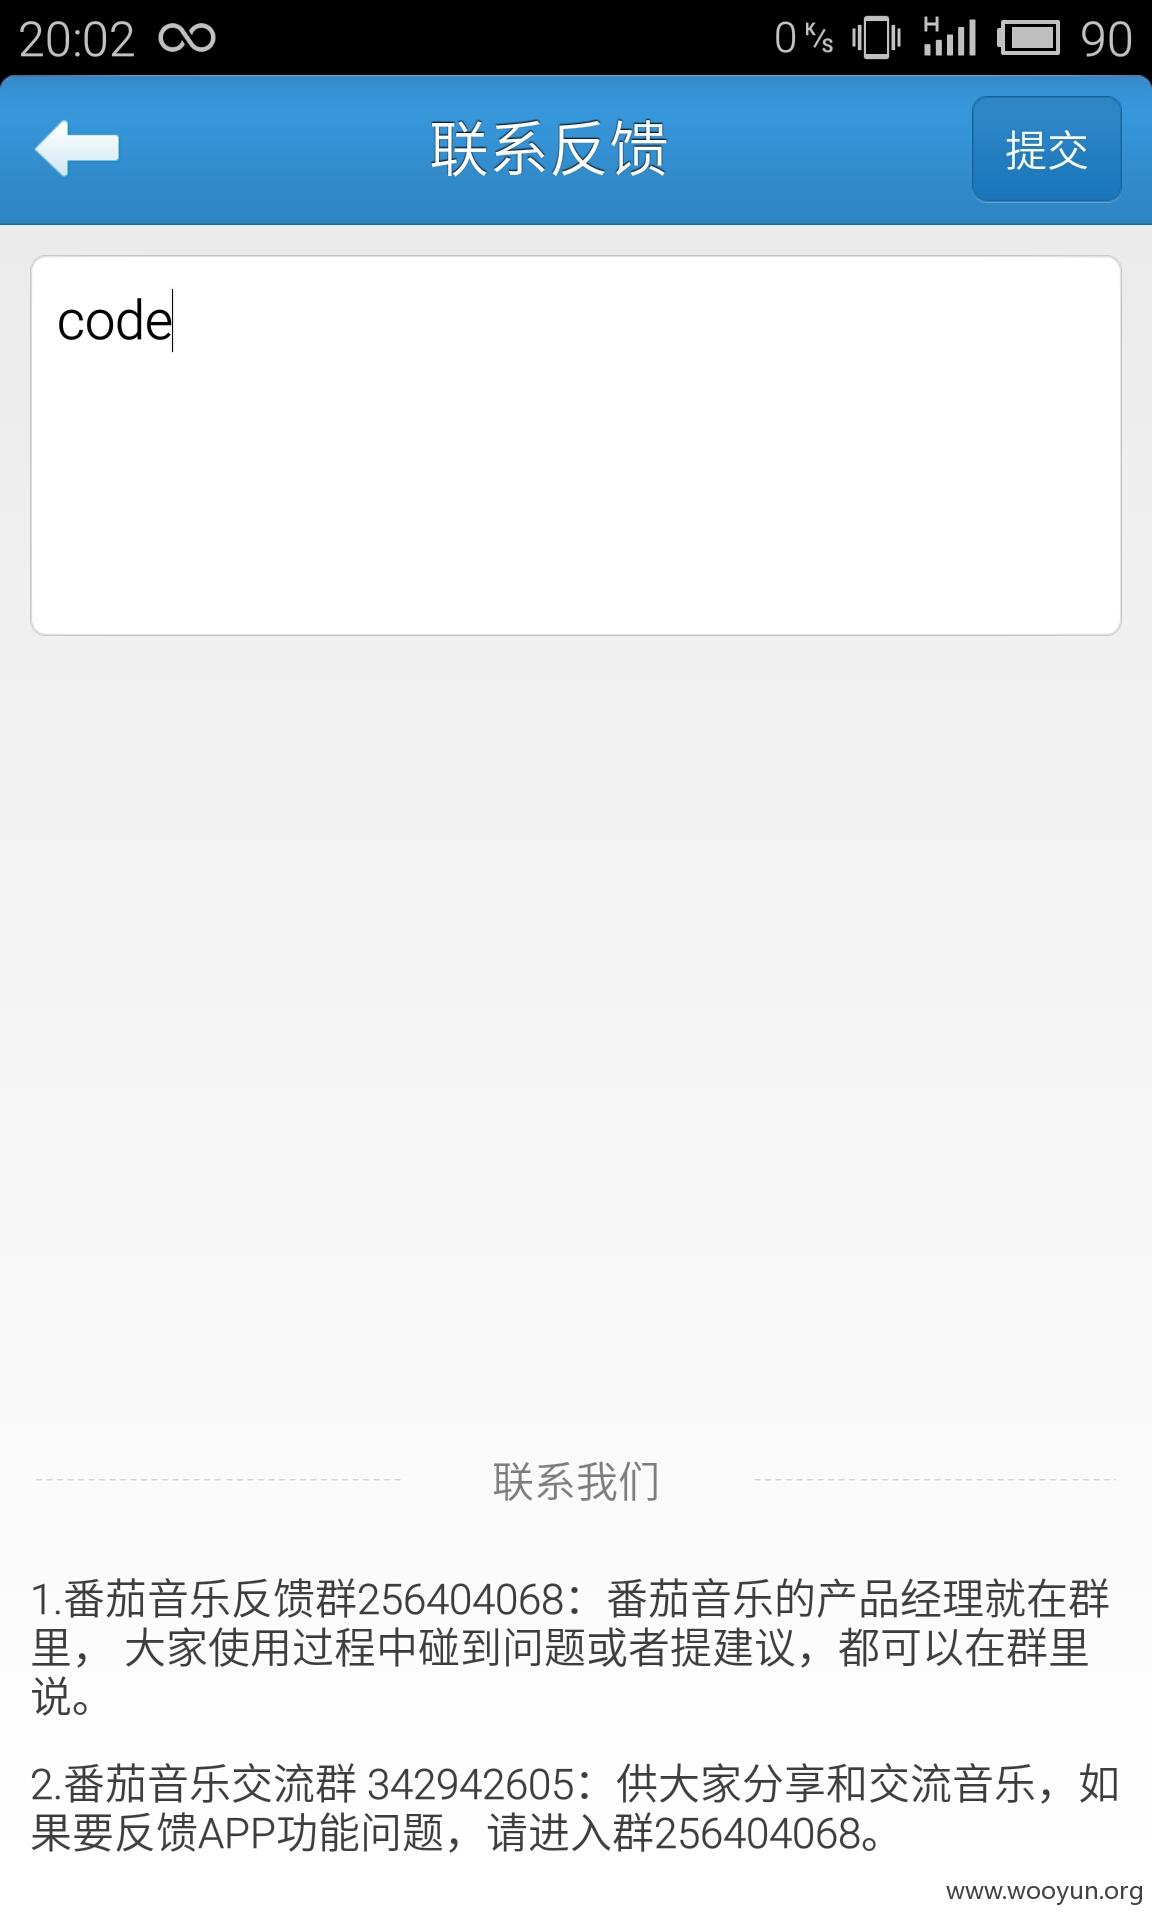 20:02 0 K/s H 90
联系反馈 提交
code
联系我们
1.番茄音乐反馈群256404068：番茄音乐的产品经理就在群
里， 大家使用过程中碰到问题或者提建议，都可以在群里
说。
2.番茄音乐交流群 342942605：供大家分享和交流音乐，如
果要反馈APP功能问题，请进入群256404068。
www.wooyun.org